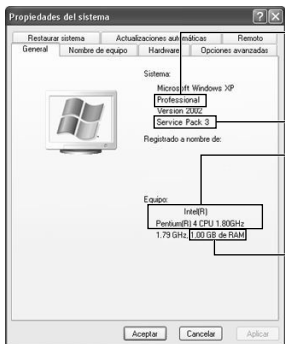 Propiedades del sistema
Restaurar sistema
Actualizaciones automáticas
Remoto
General
Nombre de equipo
Hardware
Opciones avanzadas
Sistema:
Microsoft Windows XP
Professional
Versión 2002
Service Pack 3
Registrado a nombre de:
Equipo:
Intel(R)
Pentium(R) 4 CPU 1.80GHz
1.79 GHz, 1,00 GB de RAM
Aceptar
Cancelar
Aplicar